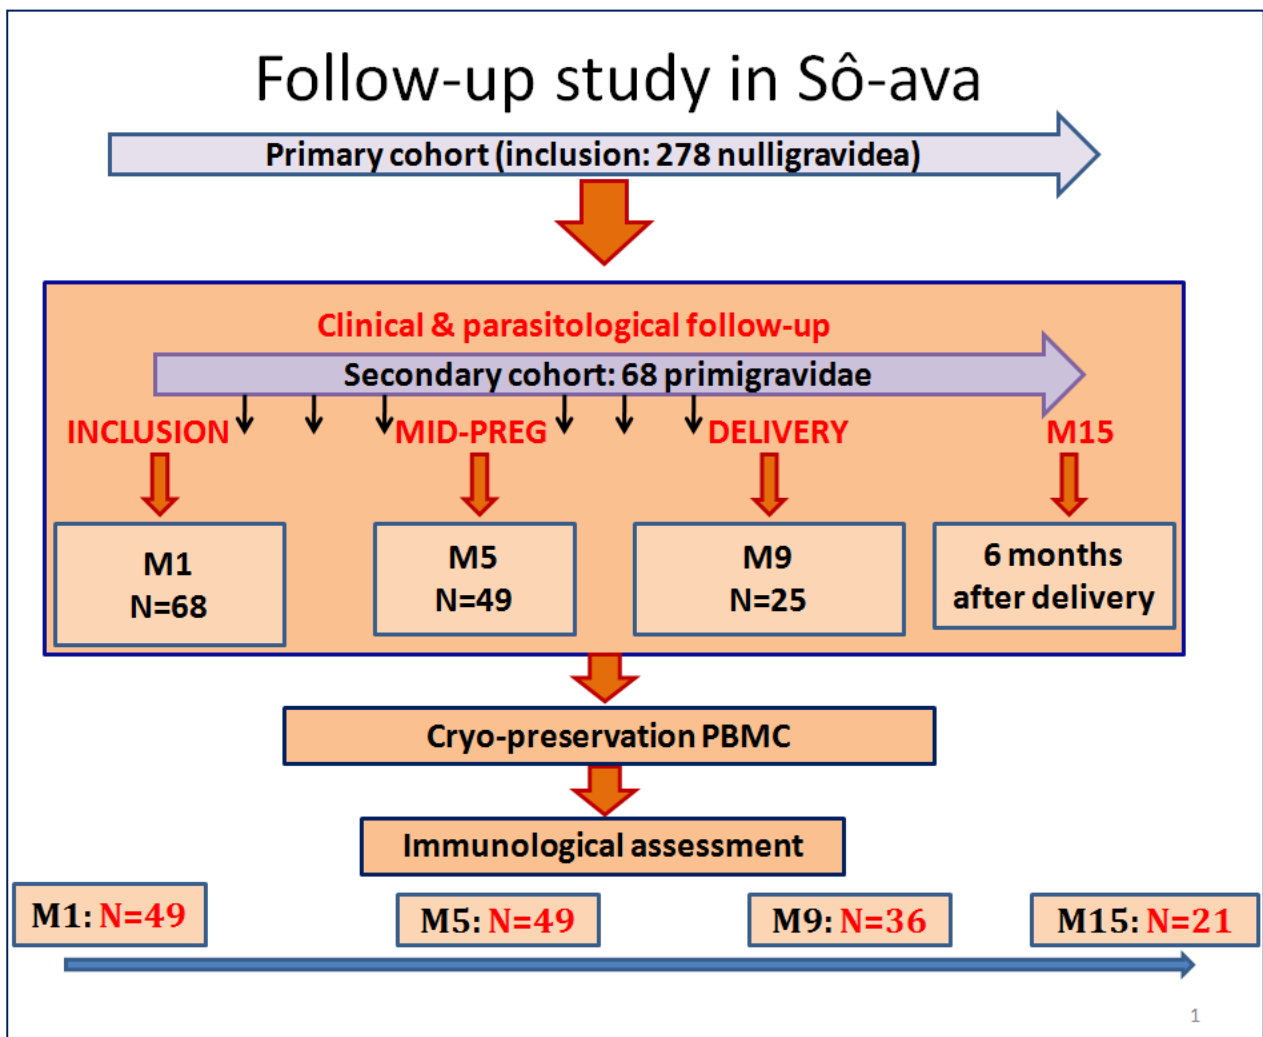 Follow-up study in Sô-ava
Primary cohort (inclusion: 278 nulligravidea)
Clinical & parasitological follow-up
Secondary cohort: 68 primigravidae
INCLUSION
MID-PREG
DELIVERY
M15
M1
N=68
M5
N=49
M9
N=25
6 months
after delivery
Cryo-preservation PBMC
Immunological assessment
M1: N=49
M5: N=49
M9: N=36
M15: N=21
1